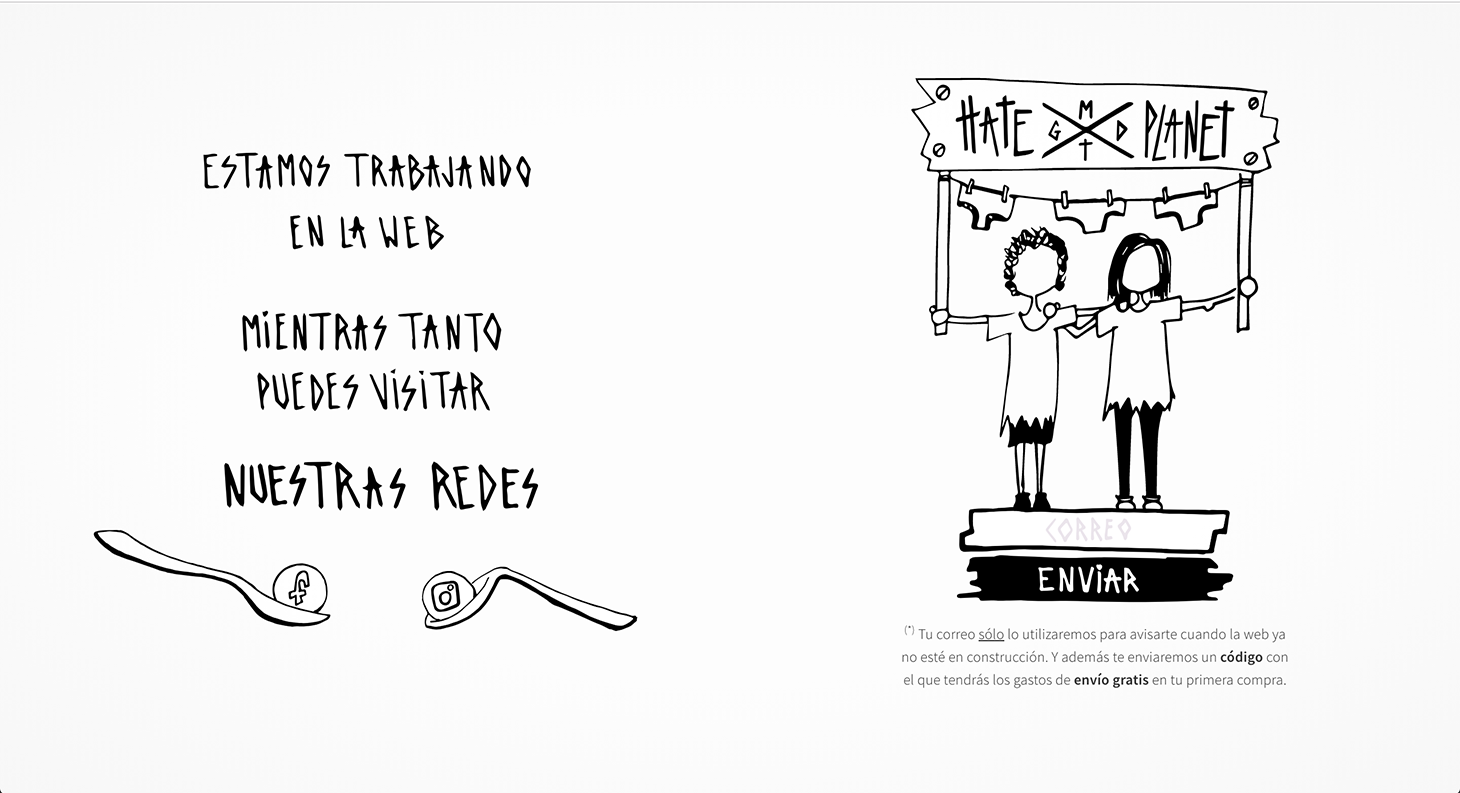 ESTAMOS TRABAJANDO
EN LA WEB
MiENTRAS TANTO
PUEDES ViSiTAR
NUESTRAS REDES
HATE M G D T PLANET
CORREO
ENViAR
(*) Tu correo sólo lo utilizaremos para avisarte cuando la web ya
no esté en construcción. Y además te enviaremos un código con
el que tendrás los gastos de envío gratis en tu primera compra.